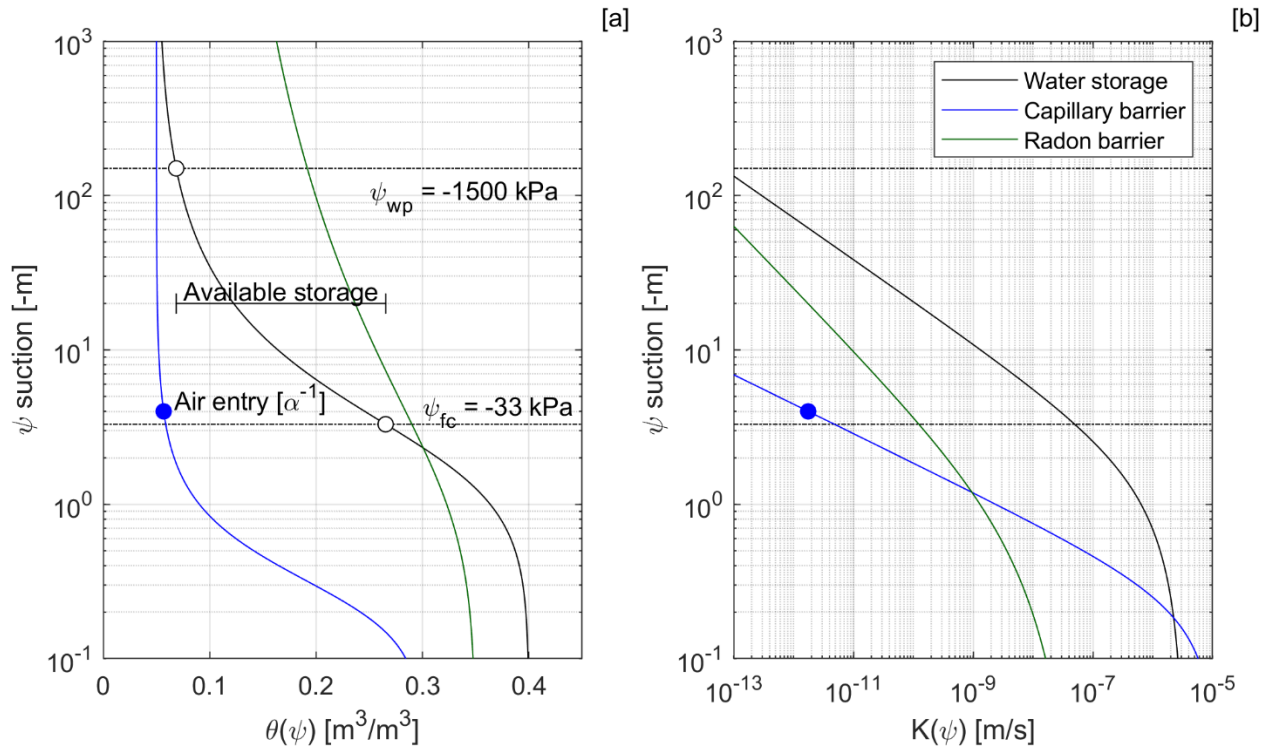 [a]
10³
10²
10¹
10⁰
10⁻¹
ψ suction [-m]
ψ_wp = -1500 kPa
Available storage
Air entry [α⁻¹]
ψ_fc = -33 kPa
0 0.1 0.2 0.3 0.4
θ(ψ) [m³/m³]
[b]
10³
10²
10¹
10⁰
10⁻¹
ψ suction [-m]
Water storage
Capillary barrier
Radon barrier
10⁻¹³ 10⁻¹¹ 10⁻⁹ 10⁻⁷ 10⁻⁵
K(ψ) [m/s]